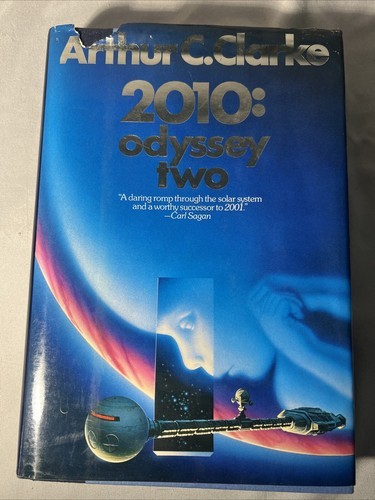 Arthur C. Clarke
2010:
odyssey
two
"A daring romp through the solar system
and a worthy successor to 2001."
—Carl Sagan